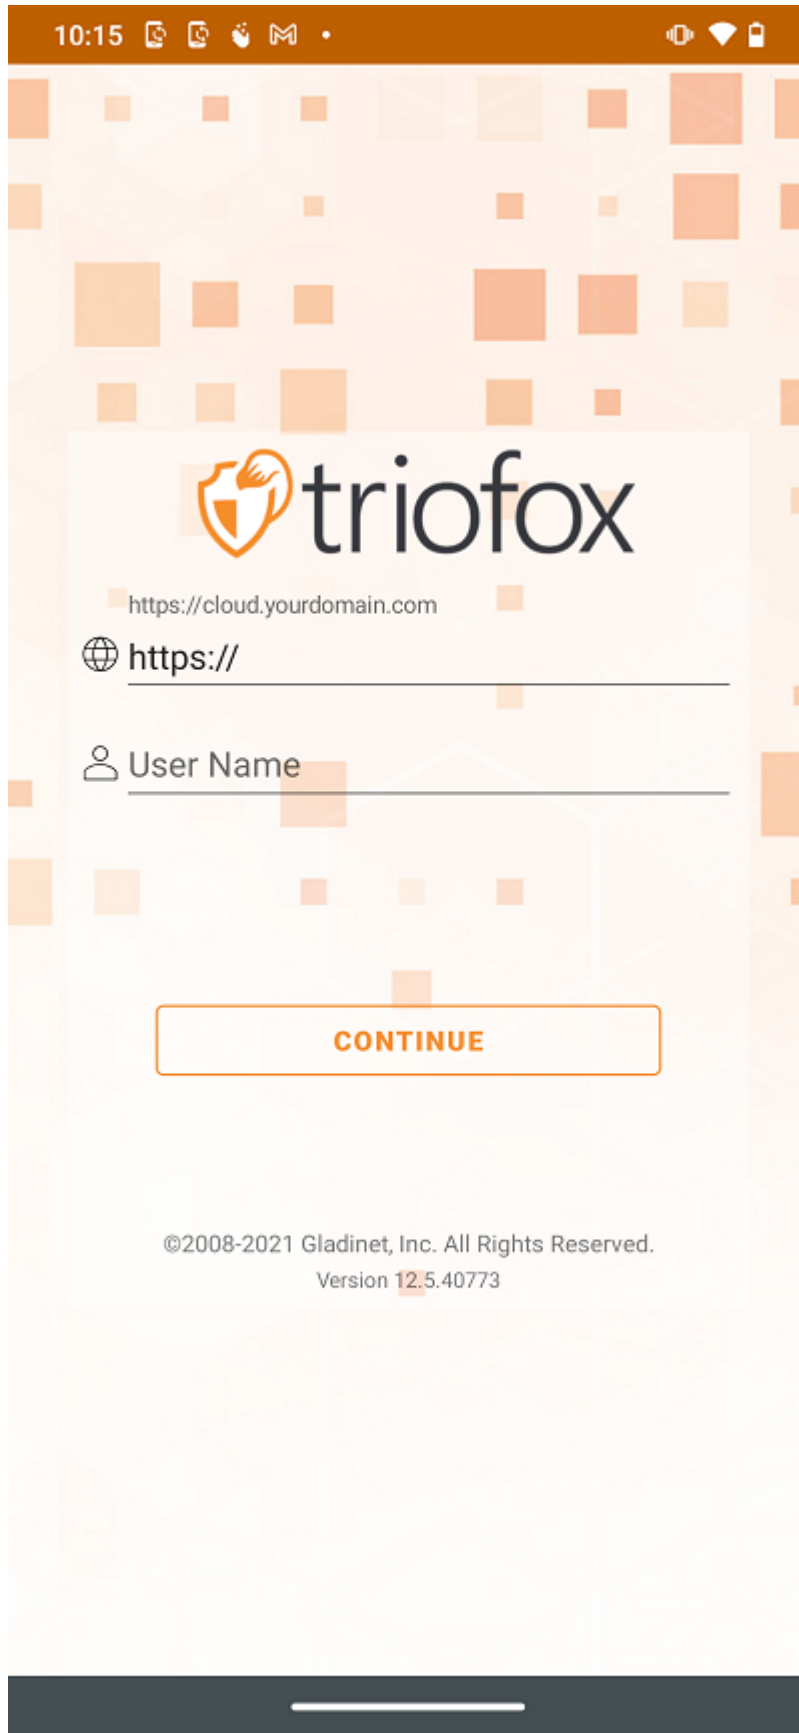 10:15
triofox
https://cloud.yourdomain.com
https://
User Name
CONTINUE
©2008-2021 Gladinet, Inc. All Rights Reserved.
Version 12.5.40773